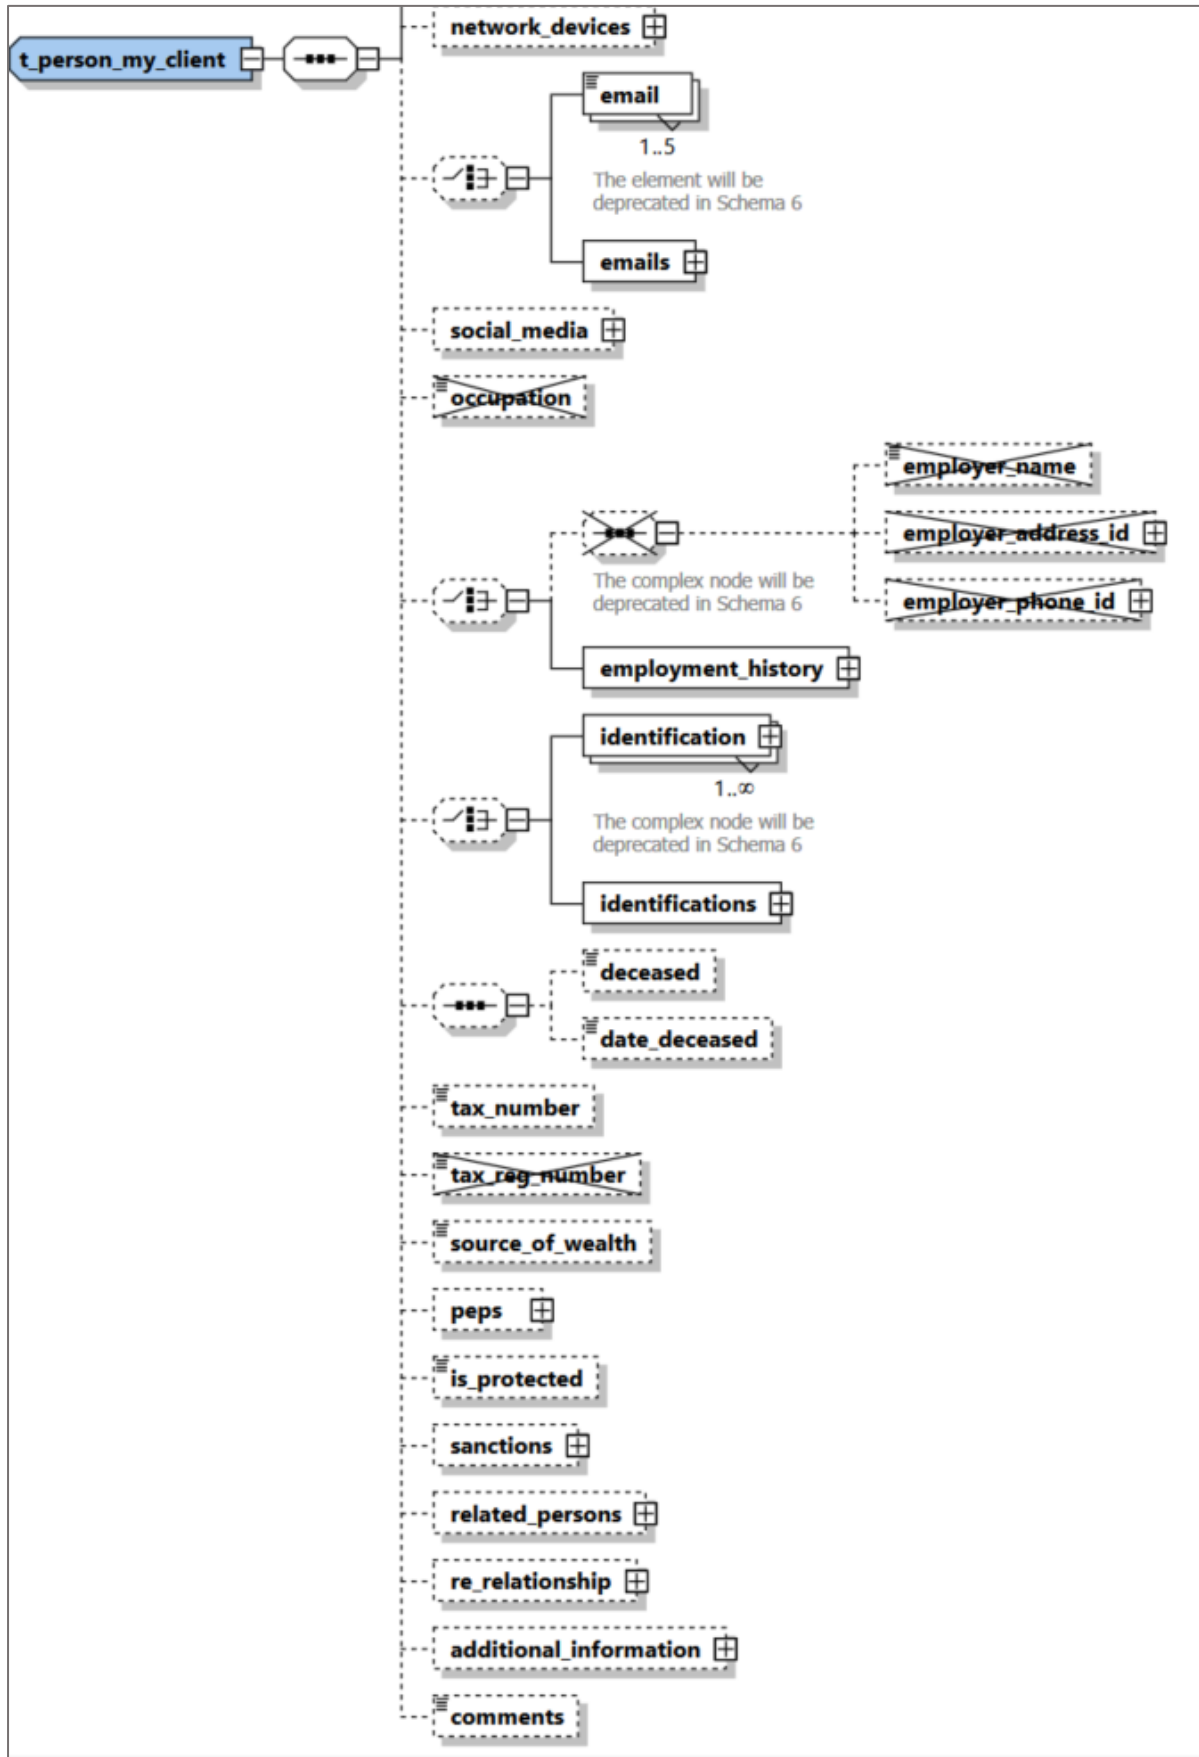 network_devices
t_person_my_client
email
1..5
The element will be
deprecated in Schema 6
emails
social_media
occupation
employer_name
employer_address_id
The complex node will be
deprecated in Schema 6
employer_phone_id
employment_history
identification
1..∞
The complex node will be
deprecated in Schema 6
identifications
deceased
date_deceased
tax_number
tax_reg_number
source_of_wealth
peps
is_protected
sanctions
related_persons
re_relationship
additional_information
comments